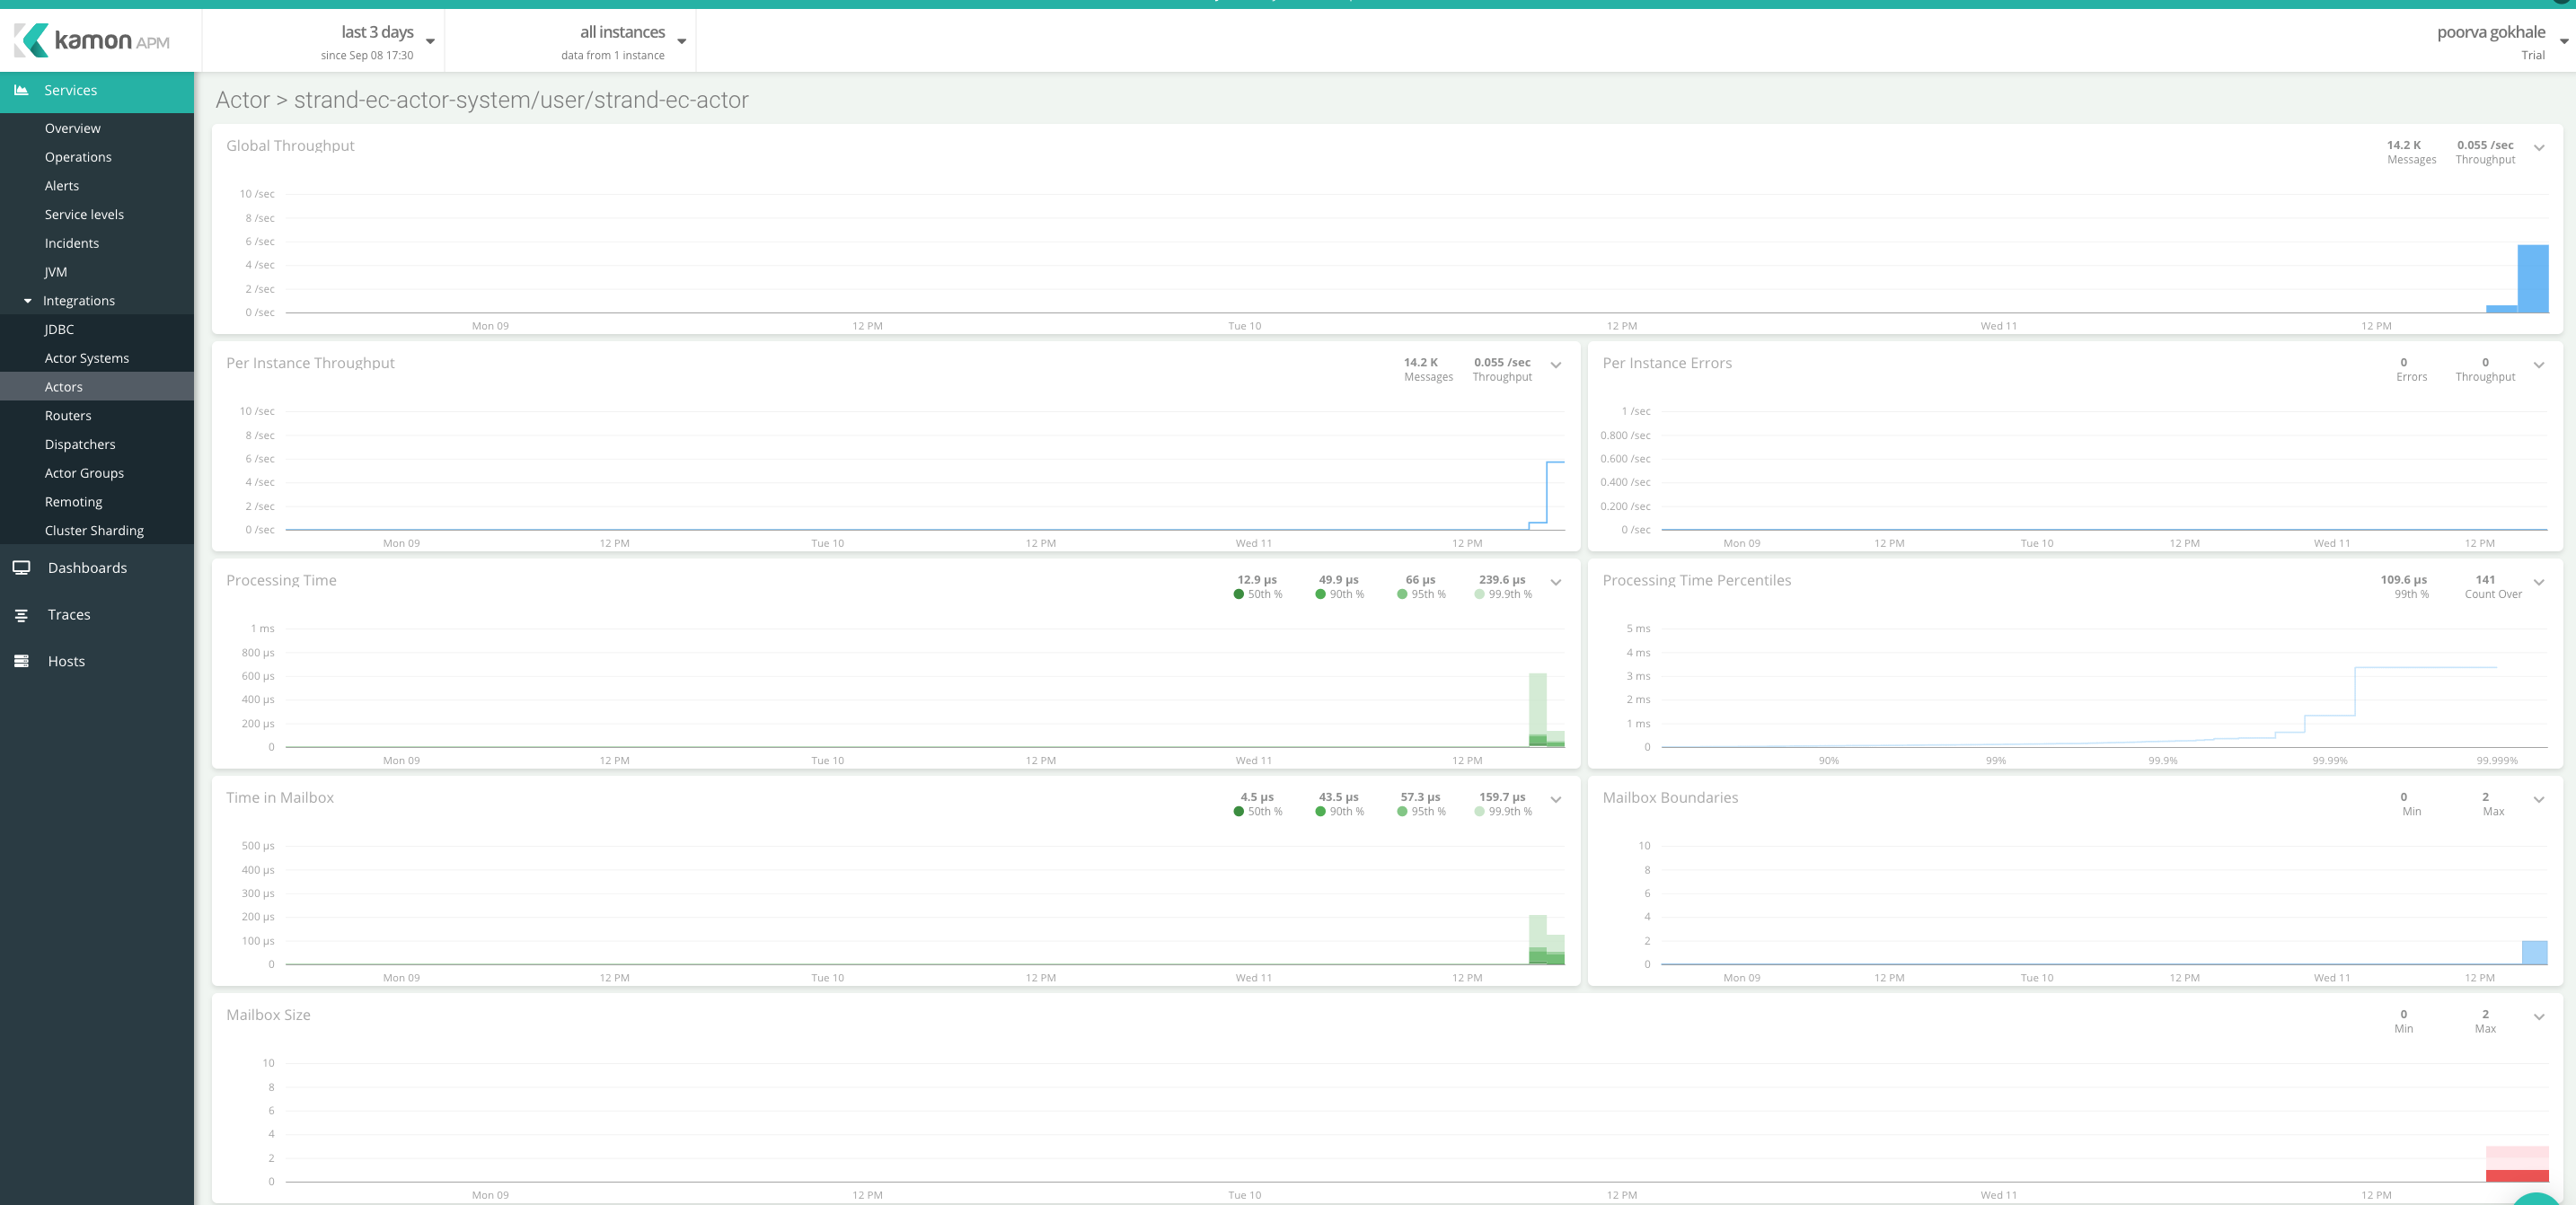 kamon APM
last 3 days
since Sep 08 17:30
all instances
data from 1 instance
poorva gokhale
Trial
Services
Overview
Operations
Alerts
Service levels
Incidents
JVM
Integrations
JDBC
Actor Systems
Actors
Routers
Dispatchers
Actor Groups
Remoting
Cluster Sharding
Dashboards
Traces
Hosts
Actor > strand-ec-actor-system/user/strand-ec-actor
Global Throughput
14.2 K 0.055 /sec
Messages Throughput
10 /sec
8 /sec
6 /sec
4 /sec
2 /sec
0 /sec
Mon 09 12 PM Tue 10 12 PM Wed 11 12 PM
Per Instance Throughput
14.2 K 0.055 /sec
Messages Throughput
10 /sec
8 /sec
6 /sec
4 /sec
2 /sec
0 /sec
Mon 09 12 PM Tue 10 12 PM Wed 11 12 PM
Per Instance Errors
0 0
Errors Throughput
1 /sec
0.800 /sec
0.600 /sec
0.400 /sec
0.200 /sec
0 /sec
Mon 09 12 PM Tue 10 12 PM Wed 11 12 PM
Processing Time
12.9 µs 49.9 µs 66 µs 239.6 µs
50th % 90th % 95th % 99.9th %
1 ms
800 µs
600 µs
400 µs
200 µs
0
Mon 09 12 PM Tue 10 12 PM Wed 11 12 PM
Processing Time Percentiles
109.6 µs 141
99th % Count Over
5 ms
4 ms
3 ms
2 ms
1 ms
0
90% 99% 99.9% 99.99% 99.999%
Time in Mailbox
4.5 µs 43.5 µs 57.3 µs 159.7 µs
50th % 90th % 95th % 99.9th %
500 µs
400 µs
300 µs
200 µs
100 µs
0
Mon 09 12 PM Tue 10 12 PM Wed 11 12 PM
Mailbox Boundaries
0 2
Min Max
10
8
6
4
2
0
Mon 09 12 PM Tue 10 12 PM Wed 11 12 PM
Mailbox Size
0 2
Min Max
10
8
6
4
2
0
Mon 09 12 PM Tue 10 12 PM Wed 11 12 PM